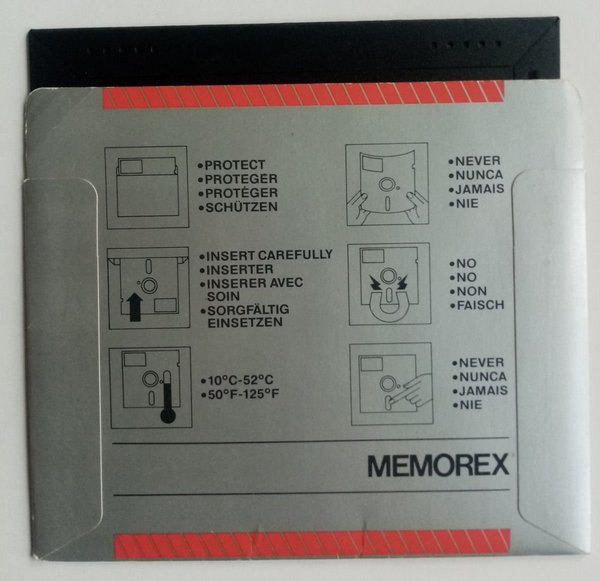 •PROTECT
•PROTEGER
•PROTÉGER
•SCHÜTZEN
•NEVER
•NUNCA
•JAMAIS
•NIE
•INSERT CAREFULLY
•INSERTER
•INSERER AVEC
SOIN
•SORGFÄLTIG
EINSETZEN
•NO
•NO
•NON
•FAISCH
•10°C-52°C
•50°F-125°F
•NEVER
•NUNCA
•JAMAIS
•NIE
MEMOREX